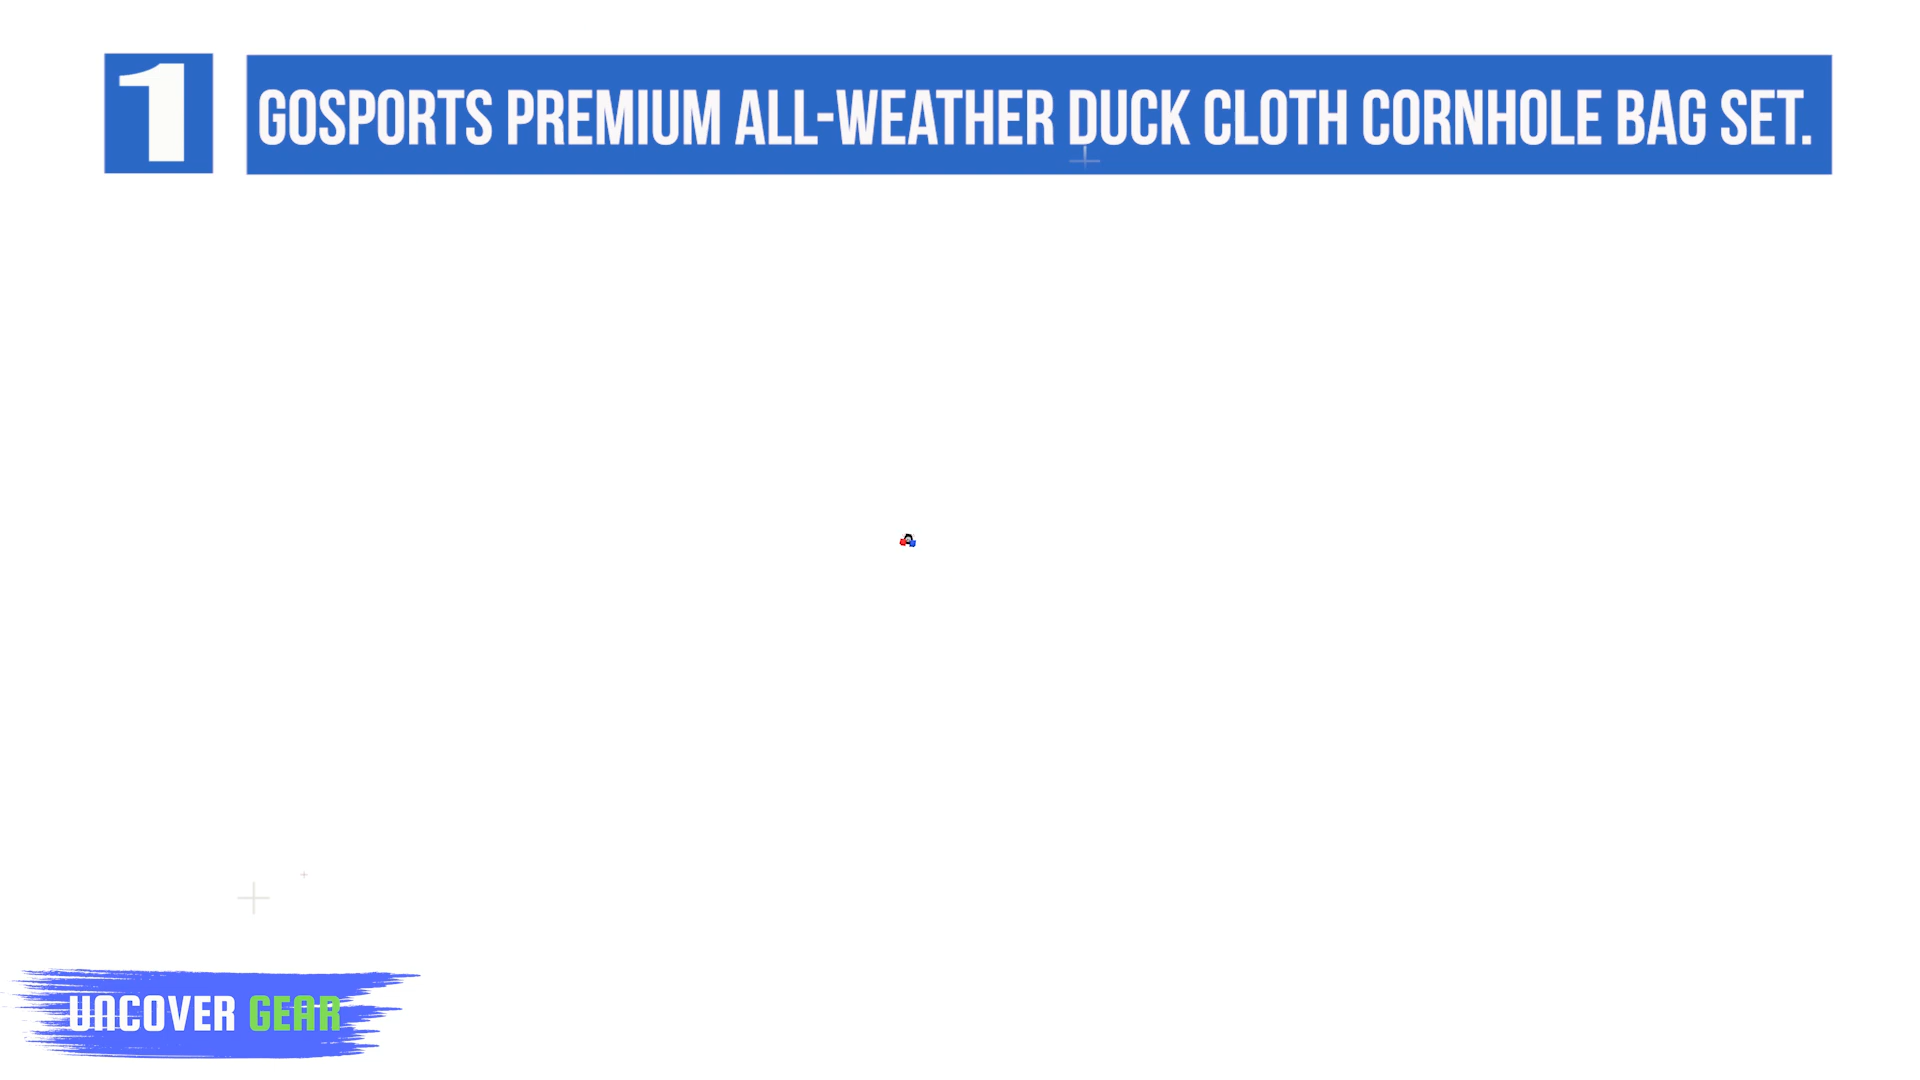 1
GOSPORTS PREMIUM ALL-WEATHER DUCK CLOTH CORNHOLE BAG SET.
UNCOVER GEAR